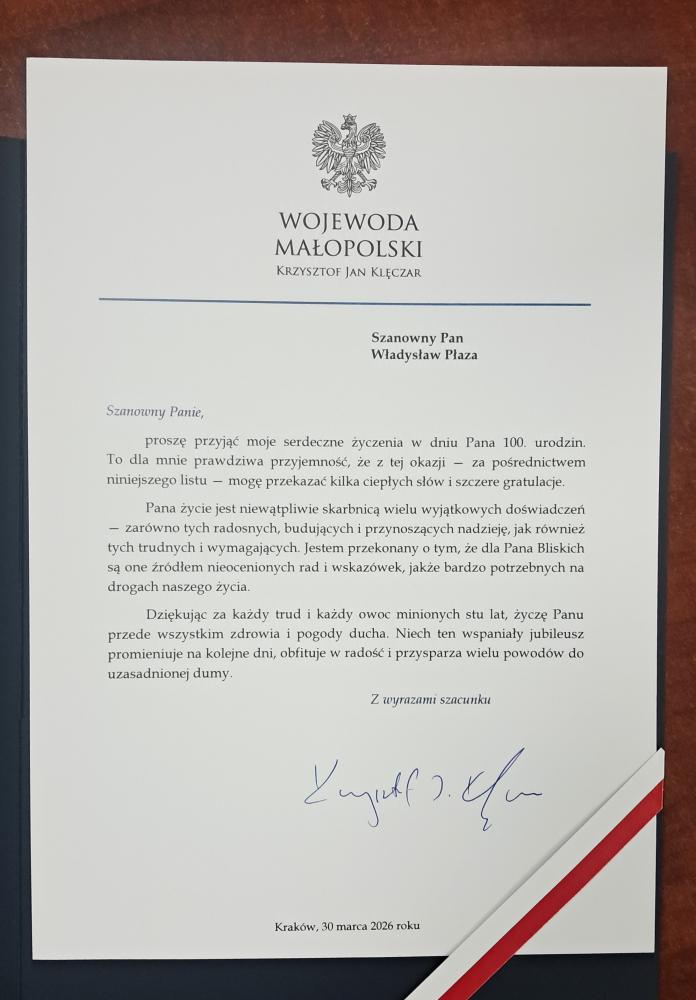 WOJEWODA
MAŁOPOLSKI
KRZYSZTOF JAN KLĘCZAR
Szanowny Pan
Władysław Płaza
Szanowny Panie,
proszę przyjąć moje serdeczne życzenia w dniu Pana 100. urodzin.
To dla mnie prawdziwa przyjemność, że z tej okazji — za pośrednictwem
niniejszego listu — mogę przekazać kilka ciepłych słów i szczere gratulacje.
Pana życie jest niewątpliwie skarbnicą wielu wyjątkowych doświadczeń
— zarówno tych radosnych, budujących i przynoszących nadzieję, jak również
tych trudnych i wymagających. Jestem przekonany o tym, że dla Pana Bliskich
są one źródłem nieocenionych rad i wskazówek, jakże bardzo potrzebnych na
drogach naszego życia.
Dziękując za każdy trud i każdy owoc minionych stu lat, życzę Panu
przede wszystkim zdrowia i pogody ducha. Niech ten wspaniały jubileusz
promieniuje na kolejne dni, obfituje w radość i przysparza wielu powodów do
uzasadnionej dumy.
Z wyrazami szacunku
Krzysztof J. Klęczar
Kraków, 30 marca 2026 roku